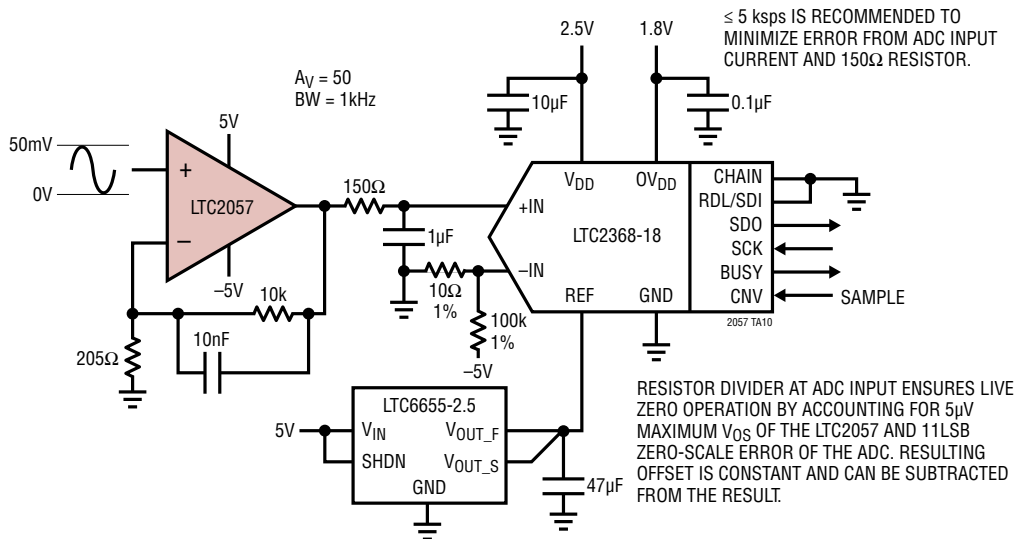 ≤ 5 ksps IS RECOMMENDED TO
MINIMIZE ERROR FROM ADC INPUT
CURRENT AND 150Ω RESISTOR.
2.5V
1.8V
AV = 50
BW = 1kHz
10µF
0.1µF
50mV
0V
5V
+
LTC2057
–
–5V
150Ω
1µF
10Ω
1%
100k
1%
–5V
10k
10nF
205Ω
VDD
OVDD
+IN
LTC2368-18
–IN
REF
GND
CHAIN
RDL/SDI
SDO
SCK
BUSY
CNV
SAMPLE
2057 TA10
LTC6655-2.5
5V
VIN
VOUT_F
SHDN
VOUT_S
GND
47µF
RESISTOR DIVIDER AT ADC INPUT ENSURES LIVE
ZERO OPERATION BY ACCOUNTING FOR 5µV
MAXIMUM VOS OF THE LTC2057 AND 11LSB
ZERO-SCALE ERROR OF THE ADC. RESULTING
OFFSET IS CONSTANT AND CAN BE SUBTRACTED
FROM THE RESULT.